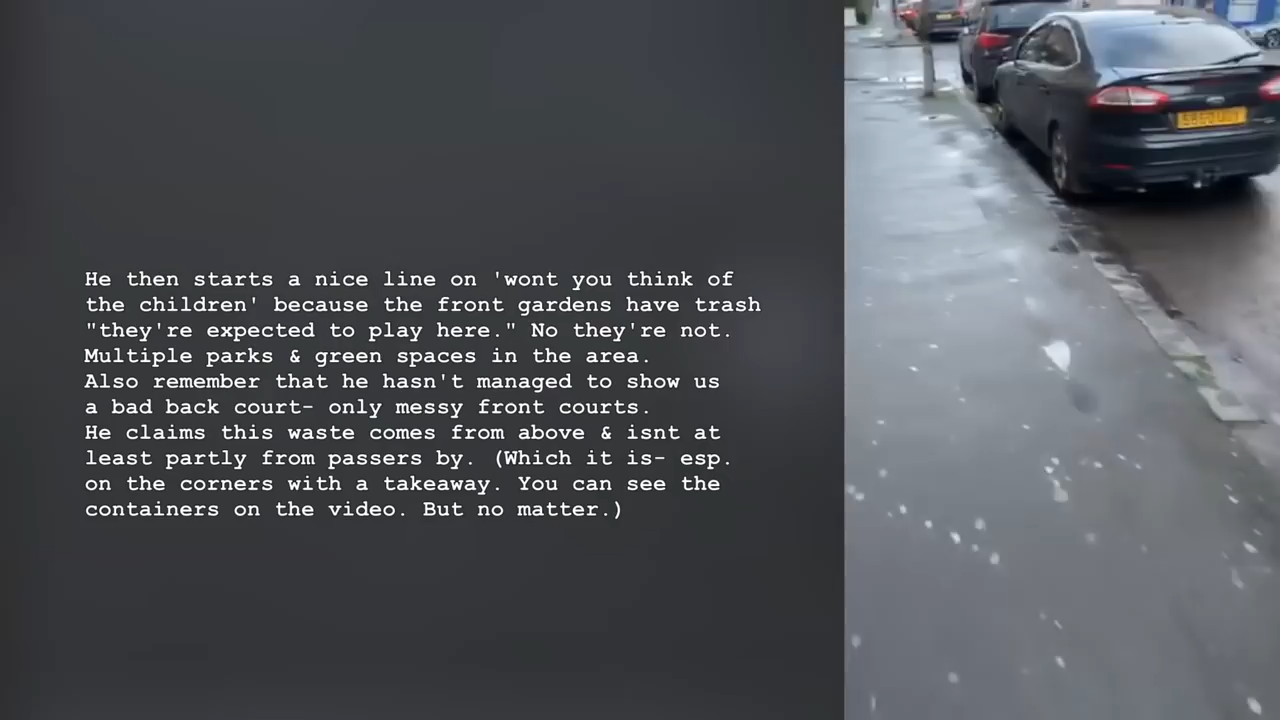 He then starts a nice line on 'wont you think of
the children' because the front gardens have trash
"they're expected to play here." No they're not.
Multiple parks & green spaces in the area.
Also remember that he hasn't managed to show us
a bad back court- only messy front courts.
He claims this waste comes from above & isnt at
least partly from passers by. (Which it is- esp.
on the corners with a takeaway. You can see the
containers on the video. But no matter.)